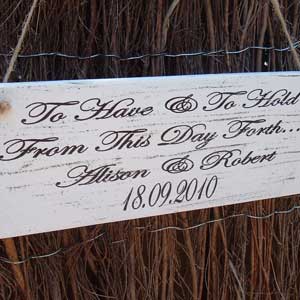 To Have & To Hold
From This Day Forth...
Alison & Robert
18.09.2010